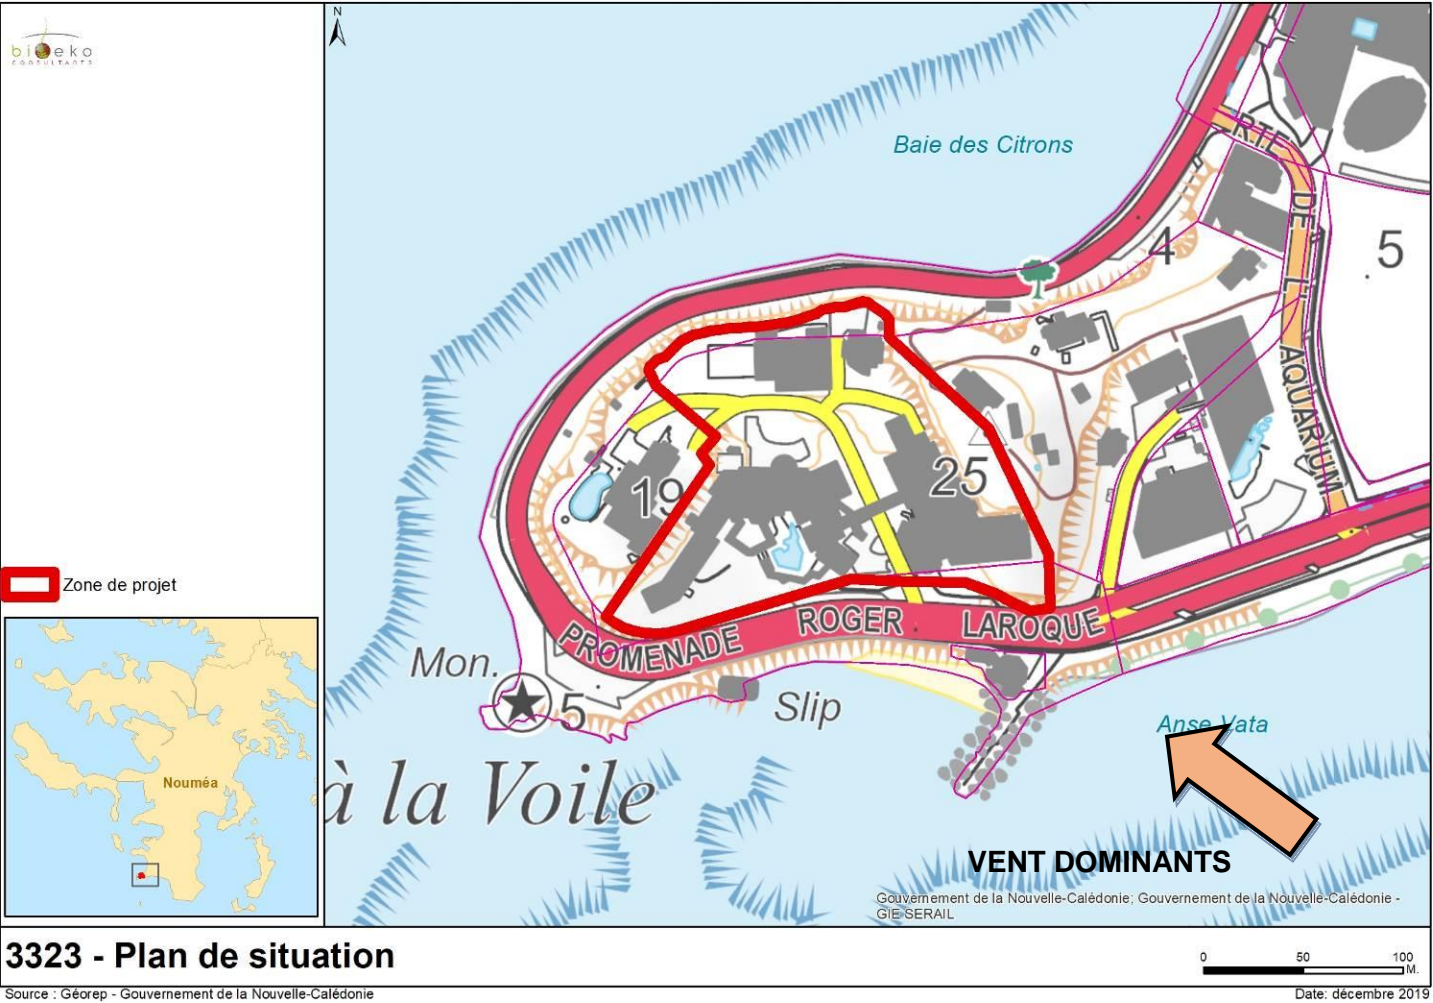 bioeko
CONSULTANTS
N
Baie des Citrons
RTE DE L'AQUARIUM
4
5
19
25
Zone de projet
PROMENADE ROGER LAROQUE
Mon.
5
Slip
Anse Vata
à la Voile
Nouméa
VENT DOMINANTS
Gouvernement de la Nouvelle-Calédonie; Gouvernement de la Nouvelle-Calédonie -
GIE SERAIL
3323 - Plan de situation
0 50 100
M.
Source : Géorep - Gouvernement de la Nouvelle-Calédonie
Date: décembre 2019